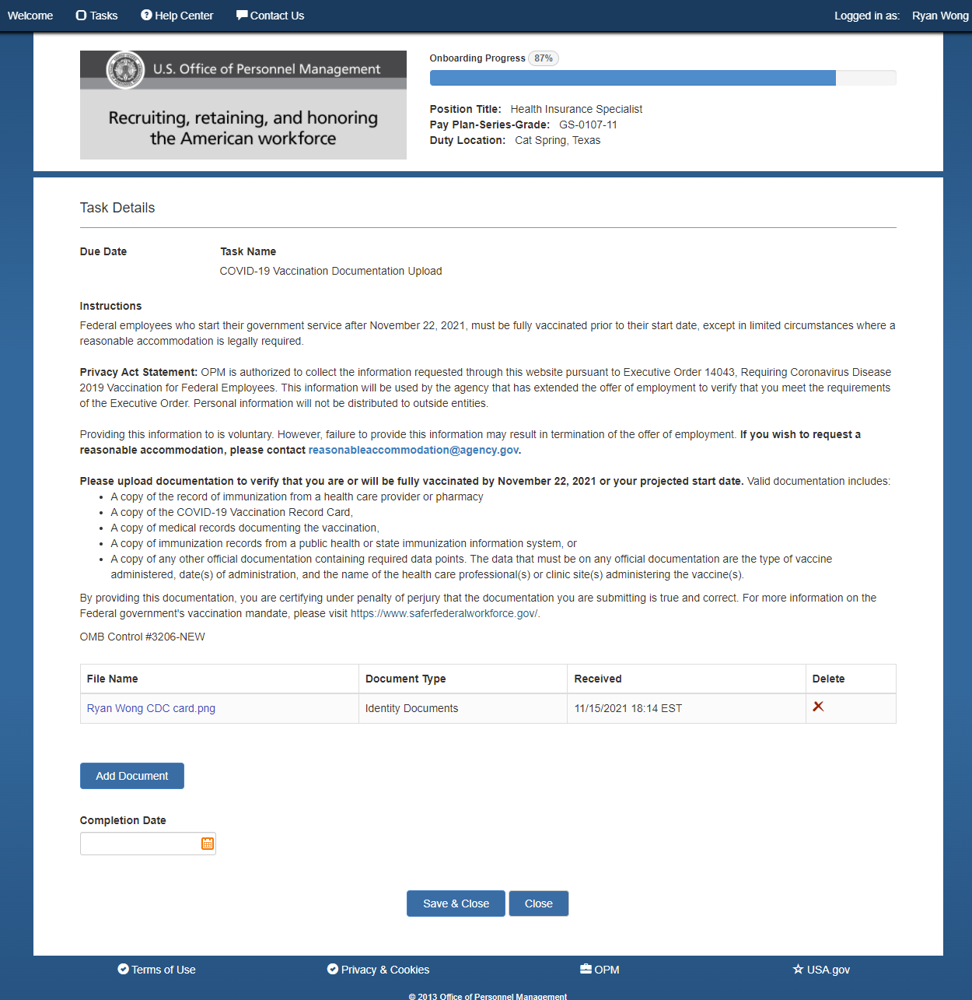 Welcome Tasks Help Center Contact Us Logged in as: Ryan Wong
U.S. Office of Personnel Management
Recruiting, retaining, and honoring
the American workforce
Onboarding Progress 87%
Position Title: Health Insurance Specialist
Pay Plan-Series-Grade: GS-0107-11
Duty Location: Cat Spring, Texas
Task Details
Due Date Task Name
COVID-19 Vaccination Documentation Upload
Instructions
Federal employees who start their government service after November 22, 2021, must be fully vaccinated prior to their start date, except in limited circumstances where a
reasonable accommodation is legally required.
Privacy Act Statement: OPM is authorized to collect the information requested through this website pursuant to Executive Order 14043, Requiring Coronavirus Disease
2019 Vaccination for Federal Employees. This information will be used by the agency that has extended the offer of employment to verify that you meet the requirements
of the Executive Order. Personal information will not be distributed to outside entities.
Providing this information to is voluntary. However, failure to provide this information may result in termination of the offer of employment. If you wish to request a
reasonable accommodation, please contact reasonableaccommodation@agency.gov.
Please upload documentation to verify that you are or will be fully vaccinated by November 22, 2021 or your projected start date. Valid documentation includes:
• A copy of the record of immunization from a health care provider or pharmacy
• A copy of the COVID-19 Vaccination Record Card,
• A copy of medical records documenting the vaccination,
• A copy of immunization records from a public health or state immunization information system, or
• A copy of any other official documentation containing required data points. The data that must be on any official documentation are the type of vaccine
administered, date(s) of administration, and the name of the health care professional(s) or clinic site(s) administering the vaccine(s).
By providing this documentation, you are certifying under penalty of perjury that the documentation you are submitting is true and correct. For more information on the
Federal government's vaccination mandate, please visit https://www.saferfederalworkforce.gov/.
OMB Control #3206-NEW
File Name Document Type Received Delete
Ryan Wong CDC card.png Identity Documents 11/15/2021 18:14 EST
Add Document
Completion Date
Save & Close Close
Terms of Use Privacy & Cookies OPM USA.gov
© 2013 Office of Personnel Management